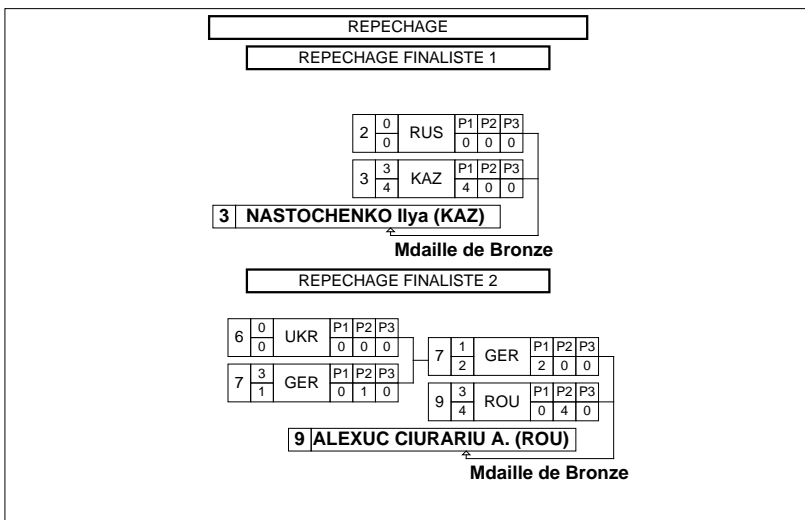 REPECHAGE
REPECHAGE FINALISTE 1
2 0 RUS P1 P2 P3
0 0 0 0
3 3 KAZ P1 P2 P3
4 4 0 0
3 NASTOCHENKO Ilya (KAZ)
Mdaille de Bronze
REPECHAGE FINALISTE 2
6 0 UKR P1 P2 P3
0 0 0 0
7 1 GER P1 P2 P3
2 2 0 0
7 3 GER P1 P2 P3
1 0 1 0
9 3 ROU P1 P2 P3
4 0 4 0
9 ALEXUC CIURARIU A. (ROU)
Mdaille de Bronze